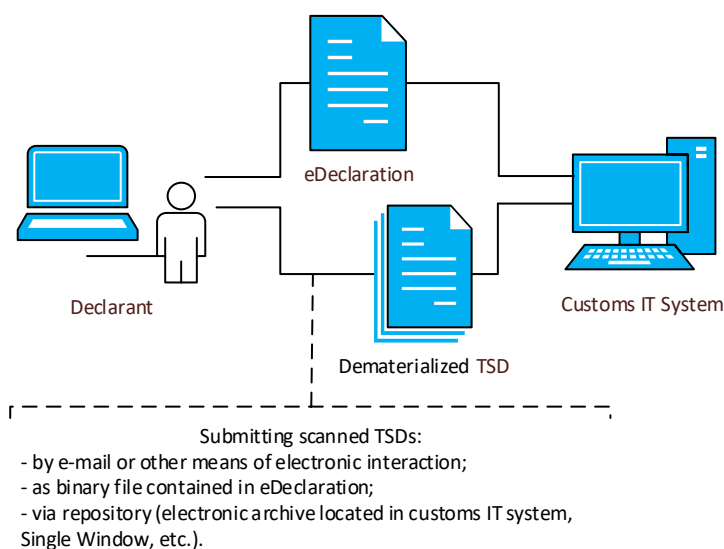 eDeclaration
Declarant
Customs IT System
Dematerialized TSD
Submitting scanned TSDs:
- by e-mail or other means of electronic interaction;
- as binary file contained in eDeclaration;
- via repository (electronic archive located in customs IT system,
Single Window, etc.).